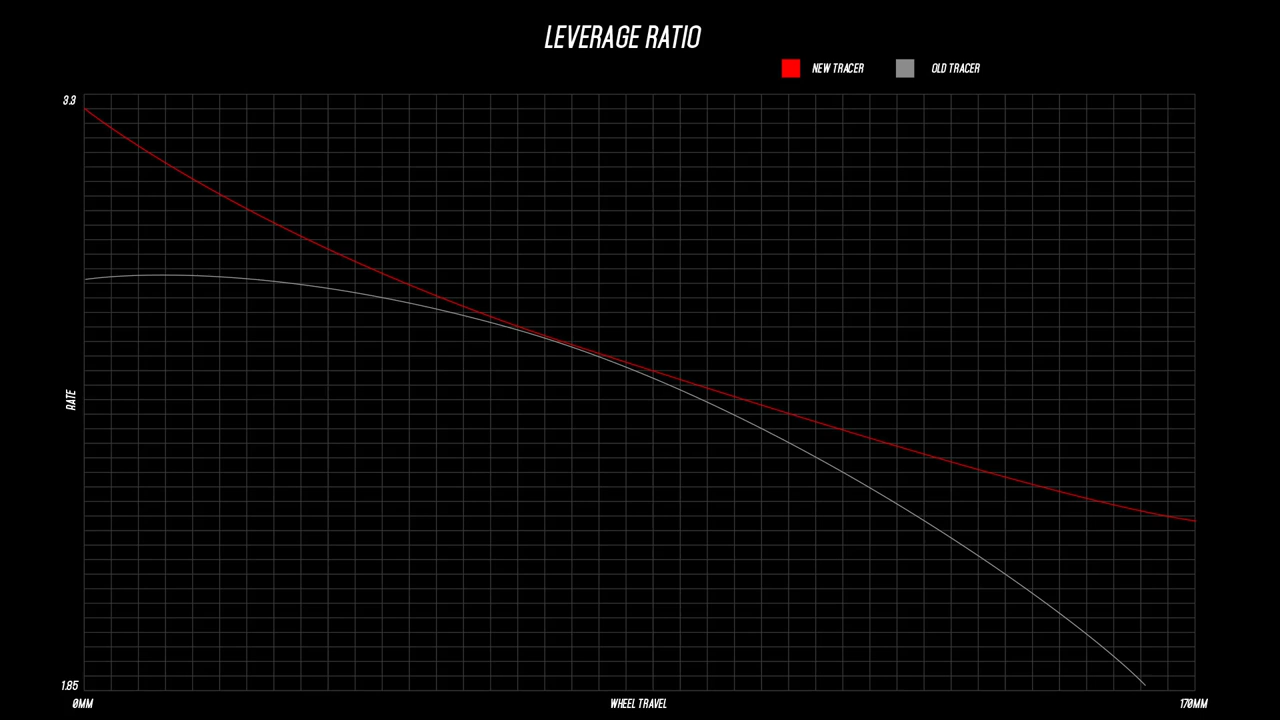 LEVERAGE RATIO
NEW TRACER
OLD TRACER
3.3
RATE
1.85
0MM
WHEEL TRAVEL
170MM